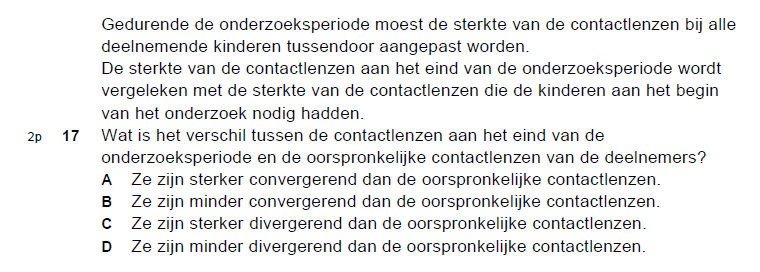 Gedurende de onderzoeksperiode moest de sterkte van de contactlenzen bij alle
deelnemende kinderen tussendoor aangepast worden.
De sterkte van de contactlenzen aan het eind van de onderzoeksperiode wordt
vergeleken met de sterkte van de contactlenzen die de kinderen aan het begin
van het onderzoek nodig hadden.
2p 17 Wat is het verschil tussen de contactlenzen aan het eind van de
onderzoeksperiode en de oorspronkelijke contactlenzen van de deelnemers?
A Ze zijn sterker convergerend dan de oorspronkelijke contactlenzen.
B Ze zijn minder convergerend dan de oorspronkelijke contactlenzen.
C Ze zijn sterker divergerend dan de oorspronkelijke contactlenzen.
D Ze zijn minder divergerend dan de oorspronkelijke contactlenzen.